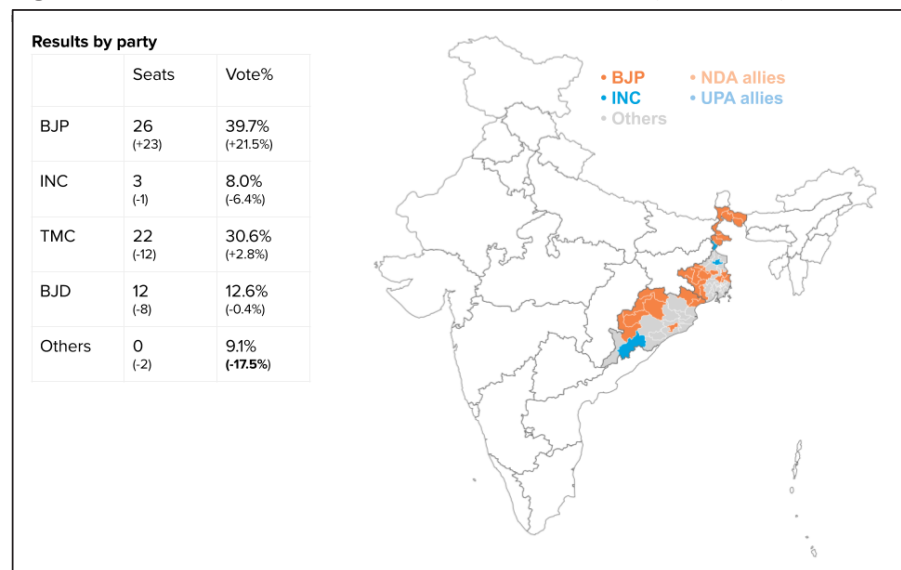 Results by party
Seats Vote%
BJP 26 39.7%
(+23) (+21.5%)
INC 3 8.0%
(-1) (-6.4%)
TMC 22 30.6%
(-12) (+2.8%)
BJD 12 12.6%
(-8) (-0.4%)
Others 0 9.1%
(-2) (-17.5%)
• BJP • NDA allies
• INC • UPA allies
• Others